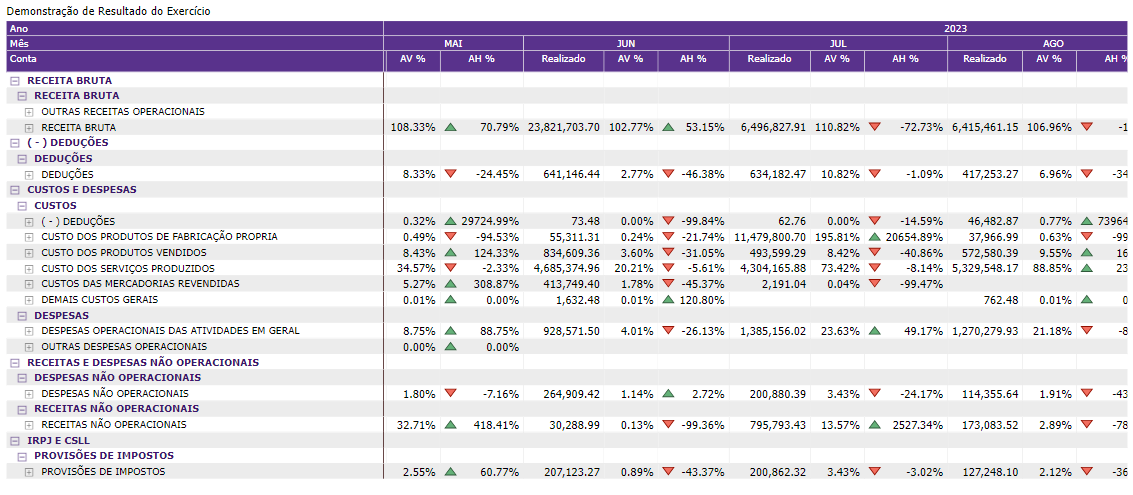 Demonstração de Resultado do Exercício
Ano 2023
Mês MAI JUN JUL AGO
Conta AV % AH % Realizado AV % AH % Realizado AV % AH % Realizado AV % AH %
RECEITA BRUTA
RECEITA BRUTA
OUTRAS RECEITAS OPERACIONAIS
RECEITA BRUTA 108.33% 70.79% 23,821,703.70 102.77% 53.15% 6,496,827.91 110.82% -72.73% 6,415,461.15 106.96% -1
( - ) DEDUÇÕES
DEDUÇÕES
DEDUÇÕES 8.33% -24.45% 641,146.44 2.77% -46.38% 634,182.47 10.82% -1.09% 417,253.27 6.96% -34
CUSTOS E DESPESAS
CUSTOS
( - ) DEDUÇÕES 0.32% 29724.99% 73.48 0.00% -99.84% 62.76 0.00% -14.59% 46,482.87 0.77% 73964
CUSTO DOS PRODUTOS DE FABRICAÇÃO PROPRIA 0.49% -94.53% 55,311.31 0.24% -21.74% 11,479,800.70 195.81% 20654.89% 37,966.99 0.63% -99
CUSTO DOS PRODUTOS VENDIDOS 8.43% 124.33% 834,609.36 3.60% -31.05% 493,599.29 8.42% -40.86% 572,580.39 9.55% 16
CUSTO DOS SERVIÇOS PRODUZIDOS 34.57% -2.33% 4,685,374.96 20.21% -5.61% 4,304,165.88 73.42% -8.14% 5,329,548.17 88.85% 23
CUSTOS DAS MERCADORIAS REVENDIDAS 5.27% 308.87% 413,749.40 1.78% -45.37% 2,191.04 0.04% -99.47%
DEMAIS CUSTOS GERAIS 0.01% 0.00% 1,632.48 0.01% 120.80% 762.48 0.01% 0
DESPESAS
DESPESAS OPERACIONAIS DAS ATIVIDADES EM GERAL 8.75% 88.75% 928,571.50 4.01% -26.13% 1,385,156.02 23.63% 49.17% 1,270,279.93 21.18% -8
OUTRAS DESPESAS OPERACIONAIS 0.00% 0.00%
RECEITAS E DESPESAS NÃO OPERACIONAIS
DESPESAS NÃO OPERACIONAIS
DESPESAS NÃO OPERACIONAIS 1.80% -7.16% 264,909.42 1.14% 2.72% 200,880.39 3.43% -24.17% 114,355.64 1.91% -43
RECEITAS NÃO OPERACIONAIS
RECEITAS NÃO OPERACIONAIS 32.71% 418.41% 30,288.99 0.13% -99.36% 795,793.43 13.57% 2527.34% 173,083.52 2.89% -78
IRPJ E CSLL
PROVISÕES DE IMPOSTOS
PROVISÕES DE IMPOSTOS 2.55% 60.77% 207,123.27 0.89% -43.37% 200,862.32 3.43% -3.02% 127,248.10 2.12% -36